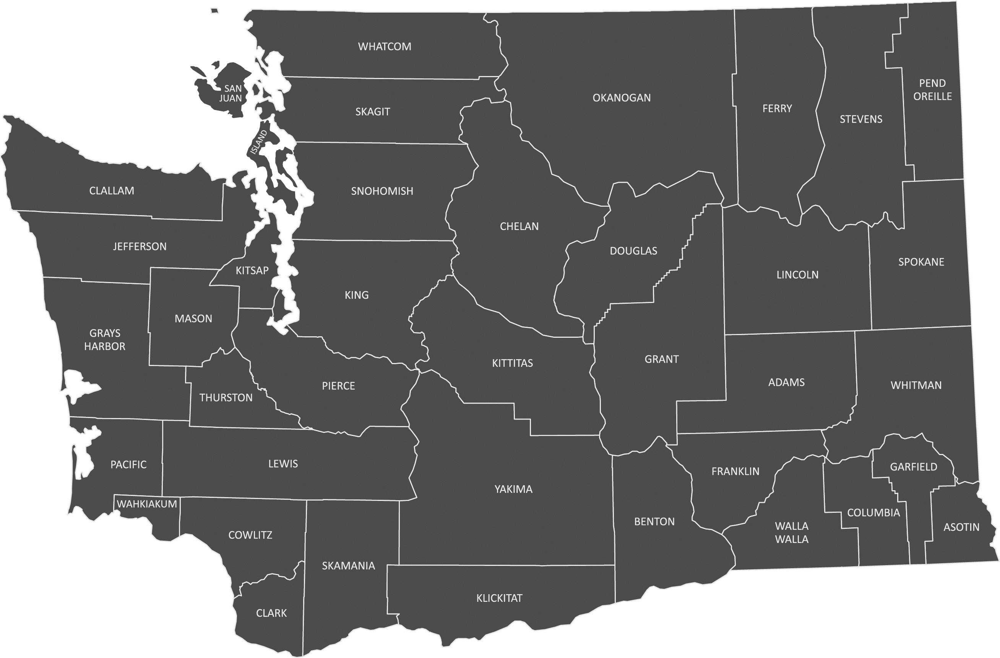 WHATCOM
SAN
JUAN
SKAGIT
ISLAND
OKANOGAN
FERRY
STEVENS
PEND
OREILLE
CLALLAM
SNOHOMISH
CHELAN
JEFFERSON
KITSAP
DOUGLAS
LINCOLN
SPOKANE
KING
MASON
GRAYS
HARBOR
KITTITAS
GRANT
ADAMS
WHITMAN
PIERCE
THURSTON
PACIFIC
LEWIS
YAKIMA
FRANKLIN
GARFIELD
WAHKIAKUM
COLUMBIA
BENTON
WALLA
WALLA
ASOTIN
COWLITZ
SKAMANIA
KLICKITAT
CLARK